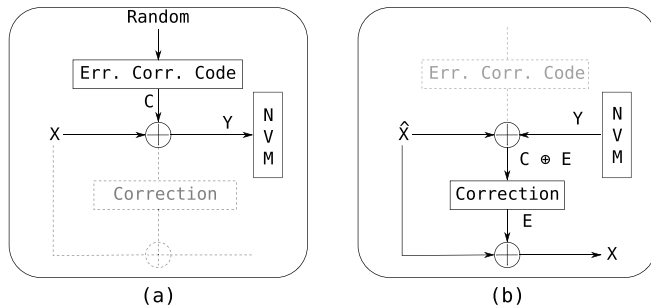 Random
Err. Corr. Code
C
X
Y
N
V
M
Correction
(a)
Err. Corr. Code
X̂
Y
N
V
M
C ⊕ E
Correction
E
X
(b)